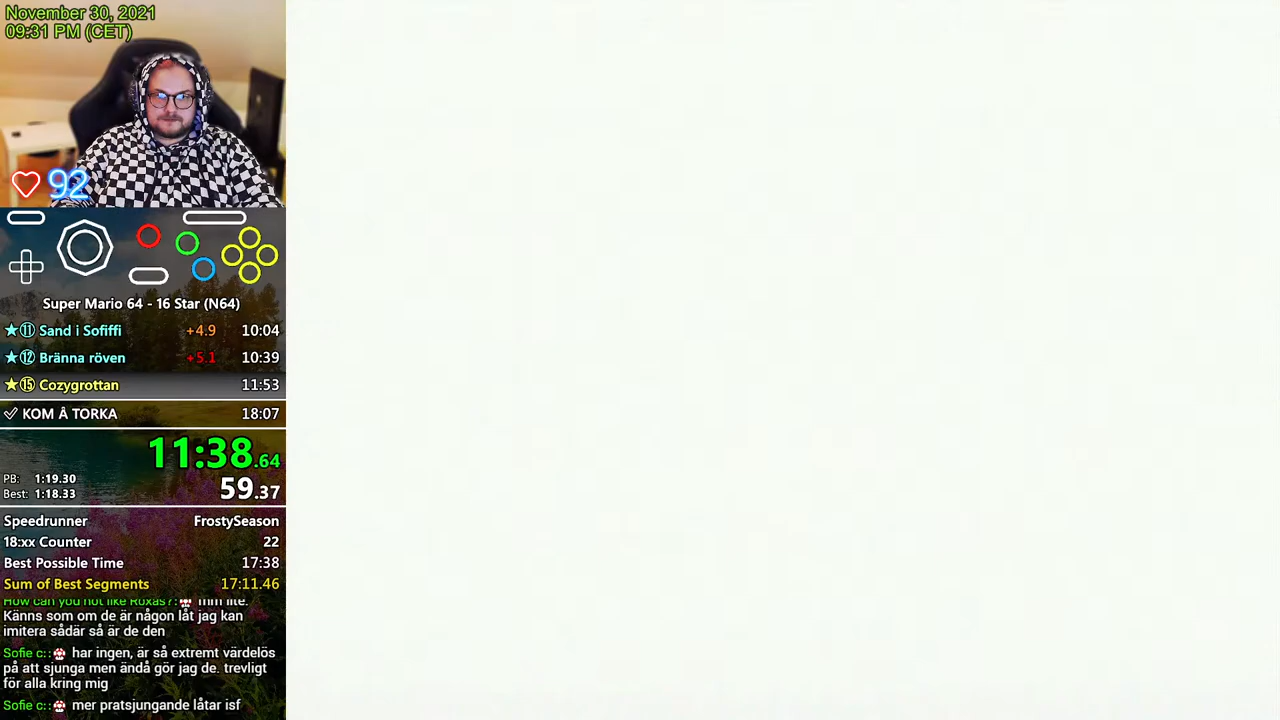 November 30, 2021
09:31 PM (CET)
92
Super Mario 64 - 16 Star (N64)
★⑪ Sand i Sofiffi +4.9 10:04
★⑫ Bränna röven +5.1 10:39
★⑮ Cozygrottan 11:53
KOM Å TORKA 18:07
11:38.64
PB: 1:19.30
Best: 1:18.33
59.37
Speedrunner FrostySeason
18:xx Counter 22
Best Possible Time 17:38
Sum of Best Segments 17:11.46
How can you not like Roxas?: mm lite.
Känns som om de är någon låt jag kan
imitera sådär så är de den
Sofie c:: har ingen, är så extremt värdelös
på att sjunga men ändå gör jag de. trevligt
för alla kring mig
Sofie c:: mer pratsjungande låtar isf